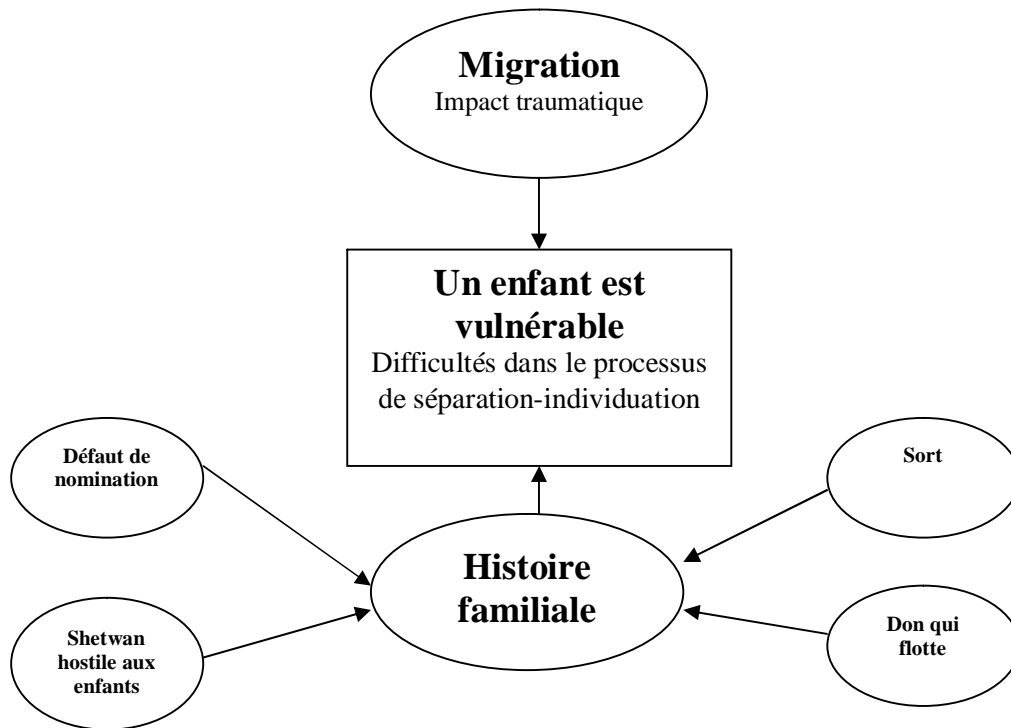 Migration
Impact traumatique
Un enfant est
vulnérable
Difficultés dans le processus
de séparation-individuation
Défaut de
nomination
Sort
Histoire
familiale
Shetwan
hostile aux
enfants
Don qui
flotte